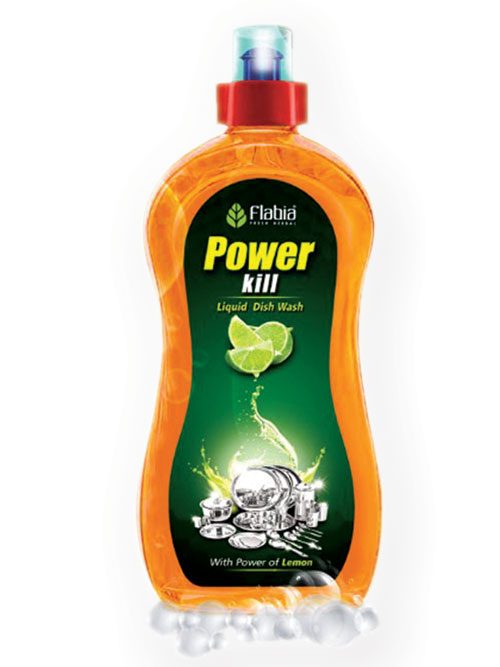 Flabia
FRESH HERBAL
Power
kill
Liquid Dish Wash
With Power of Lemon